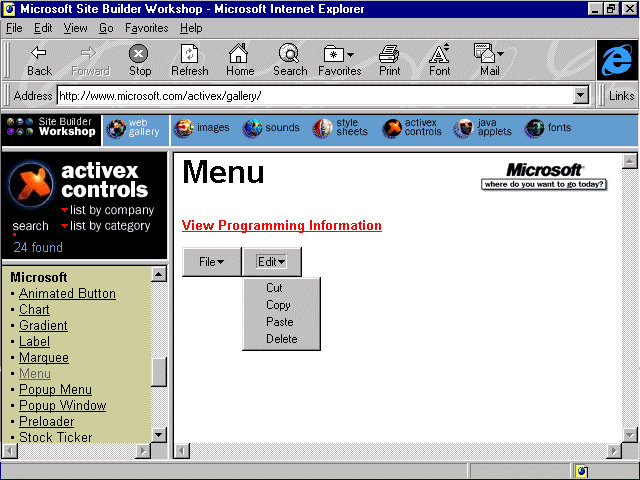 Microsoft Site Builder Workshop - Microsoft Internet Explorer
File Edit View Go Favorites Help
Back Forward Stop Refresh Home Search Favorites Print Font Mail
Address http://www.microsoft.com/activex/gallery/ Links
Site Builder
Workshop
web
gallery
images
sounds
style
sheets
activex
controls
java
applets
fonts
activex
controls
list by company
search
list by category
24 found
Microsoft
Animated Button
Chart
Gradient
Label
Marquee
Menu
Popup Menu
Popup Window
Preloader
Stock Ticker
Menu
Microsoft
where do you want to go today?
View Programming Information
File Edit
Cut
Copy
Paste
Delete